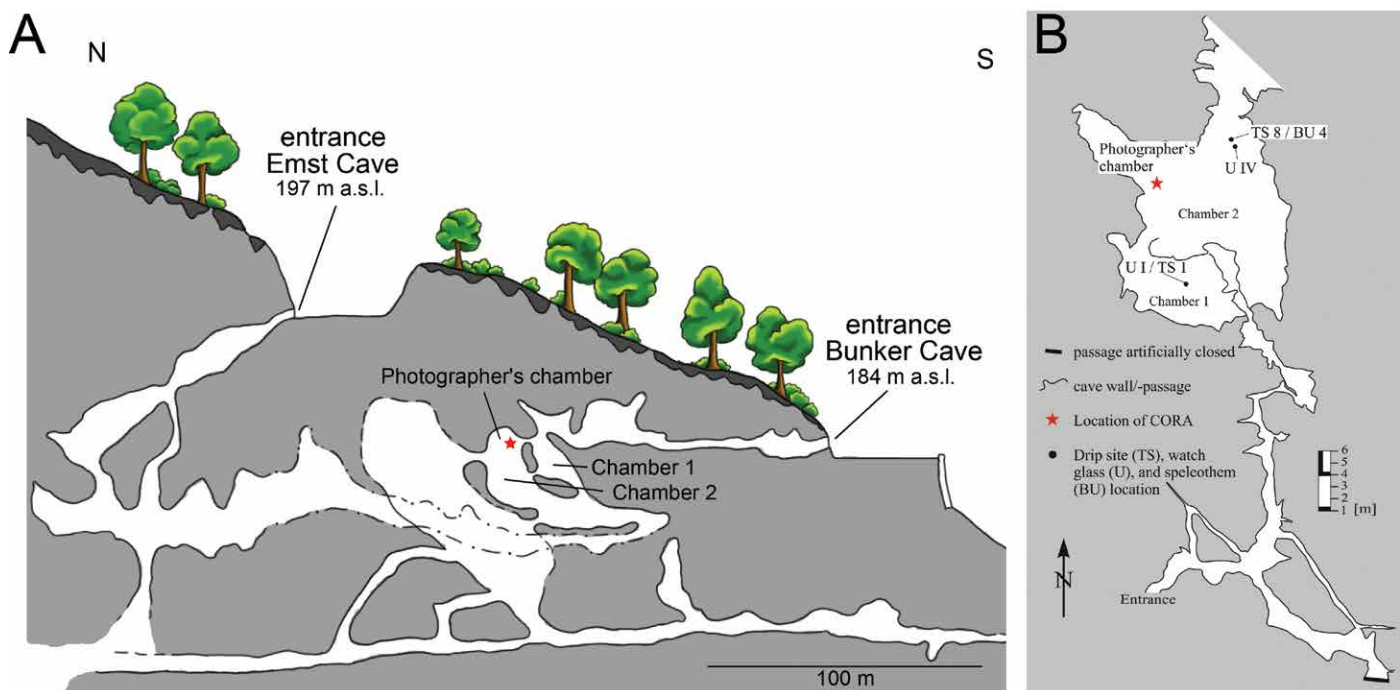 A
N
S
entrance
Emst Cave
197 m a.s.l.
entrance
Bunker Cave
184 m a.s.l.
Photographer's chamber
Chamber 1
Chamber 2
100 m
B
TS 8 / BU 4
U IV
Photographer's
chamber
Chamber 2
U I / TS 1
Chamber 1
passage artificially closed
cave wall/-passage
Location of CORA
Drip site (TS), watch
glass (U), and speleothem
(BU) location
6
5
4
3
2
1 [m]
N
Entrance